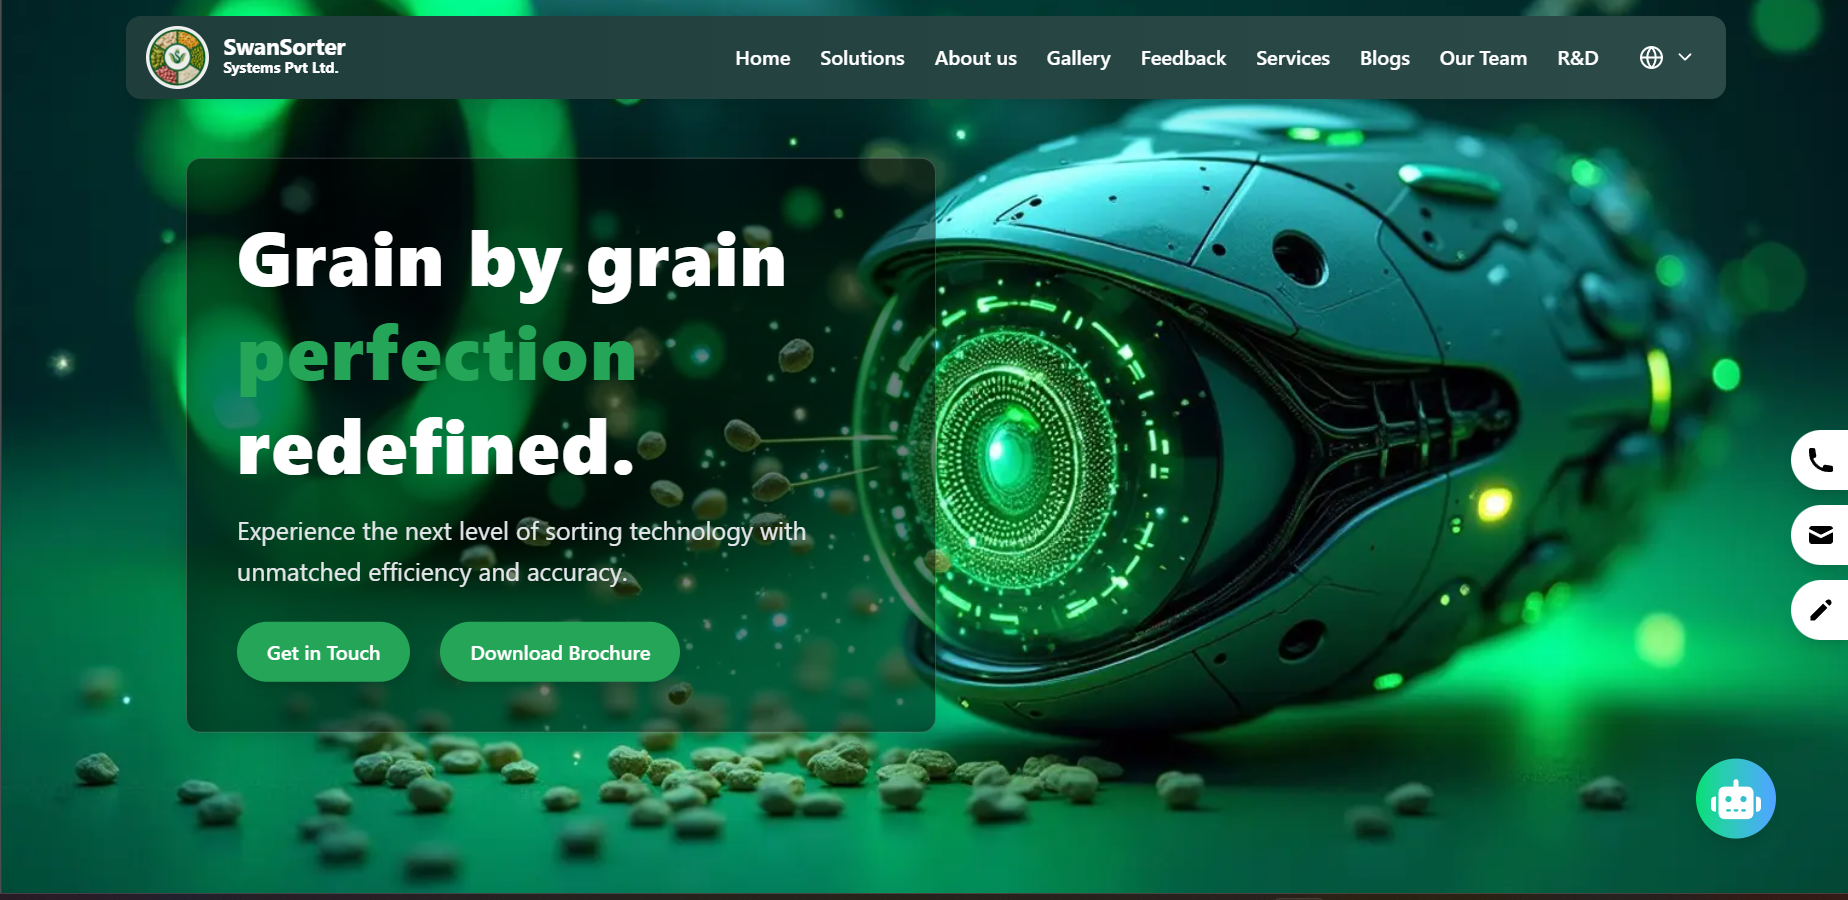 SwanSorter
Systems Pvt Ltd.
Home Solutions About us Gallery Feedback Services Blogs Our Team R&D
Grain by grain
perfection
redefined.
Experience the next level of sorting technology with
unmatched efficiency and accuracy.
Get in Touch Download Brochure